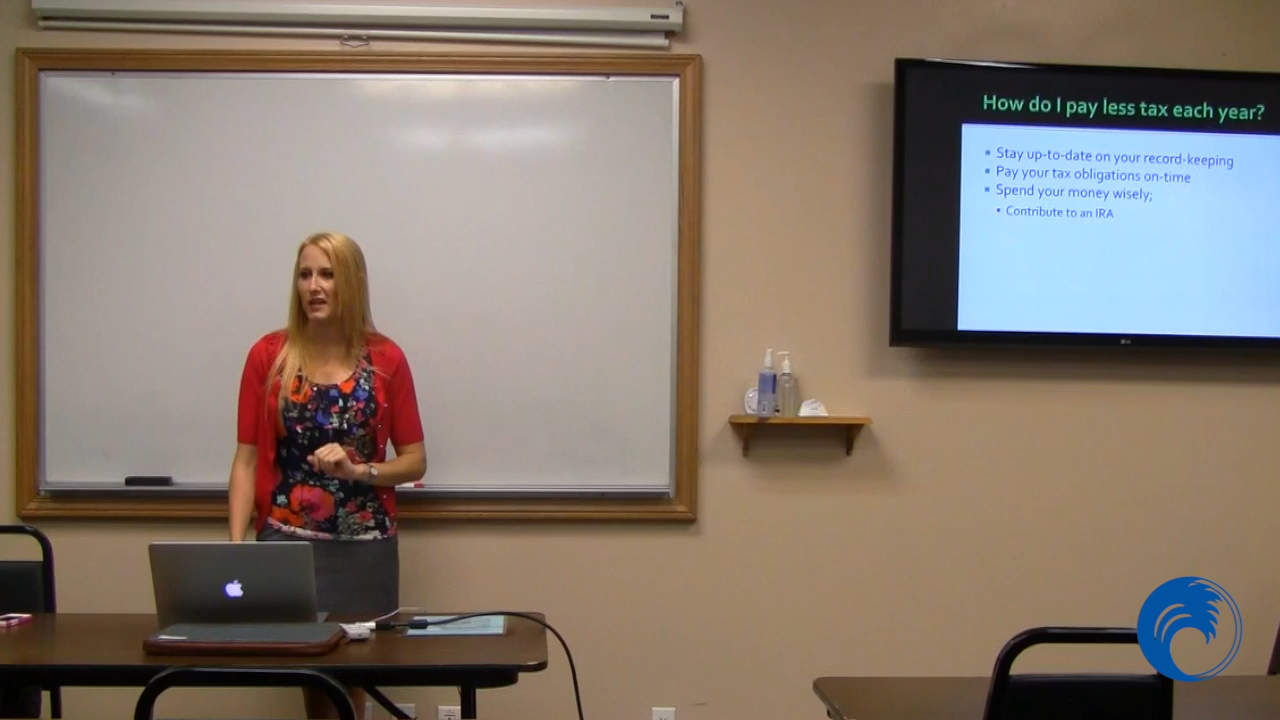 How do I pay less tax each year?
Stay up-to-date on your record-keeping
Pay your tax obligations on-time
Spend your money wisely;
Contribute to an IRA
LG